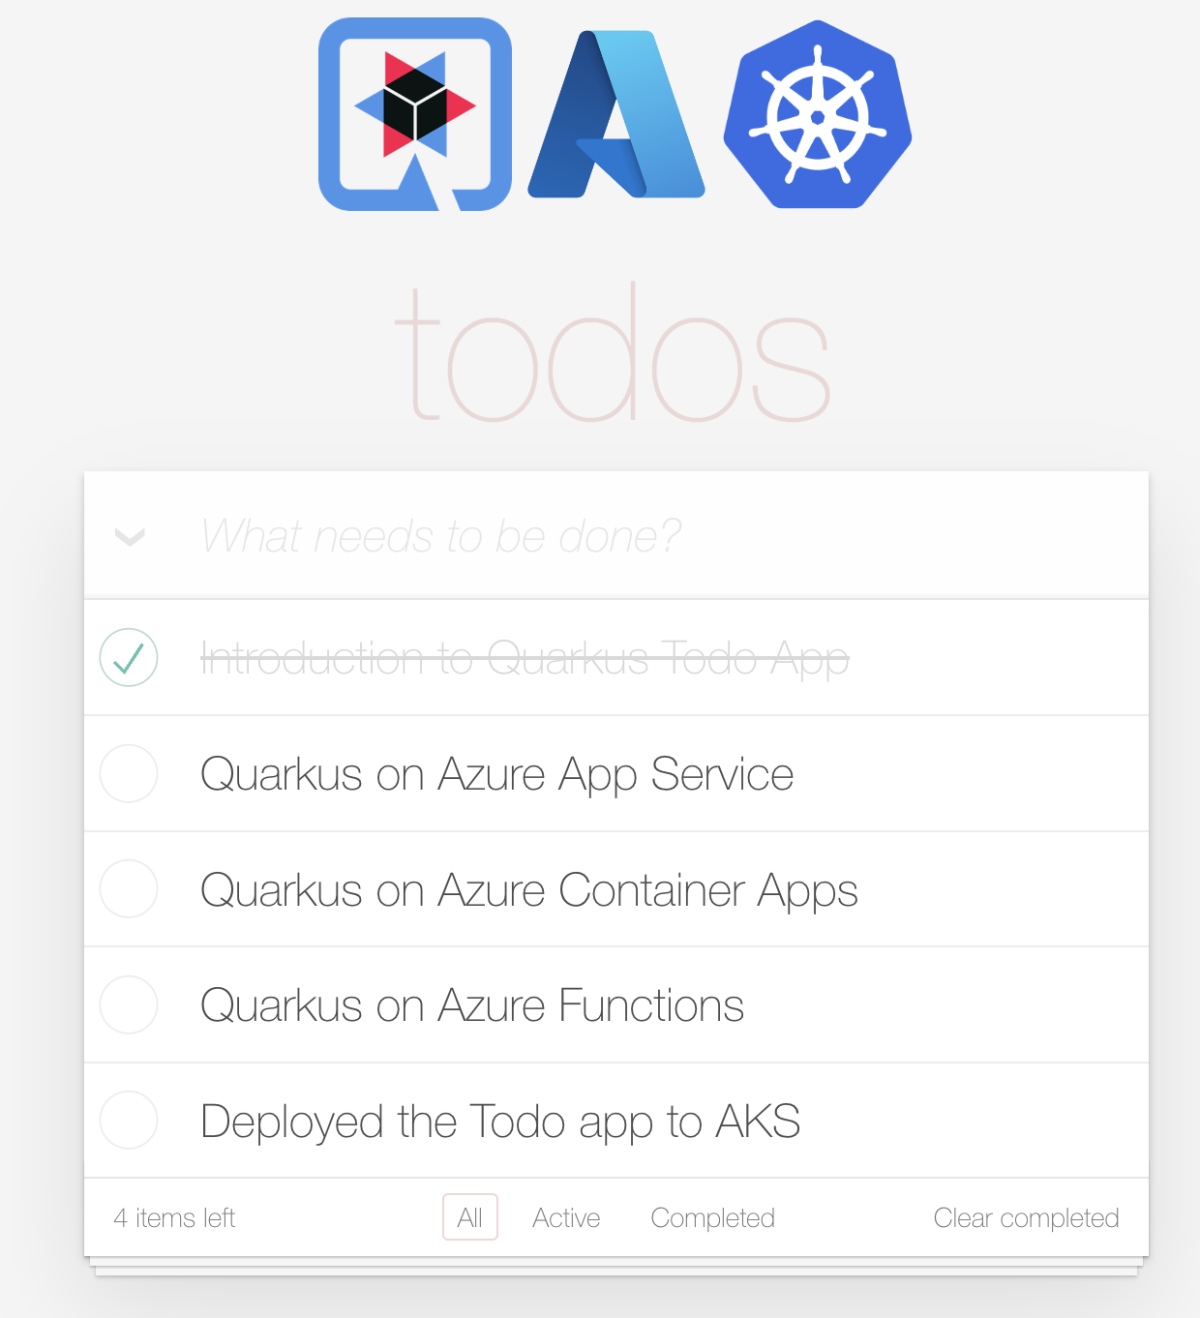 todos
What needs to be done?
Introduction to Quarkus Todo App
Quarkus on Azure App Service
Quarkus on Azure Container Apps
Quarkus on Azure Functions
Deployed the Todo app to AKS
4 items left All Active Completed Clear completed